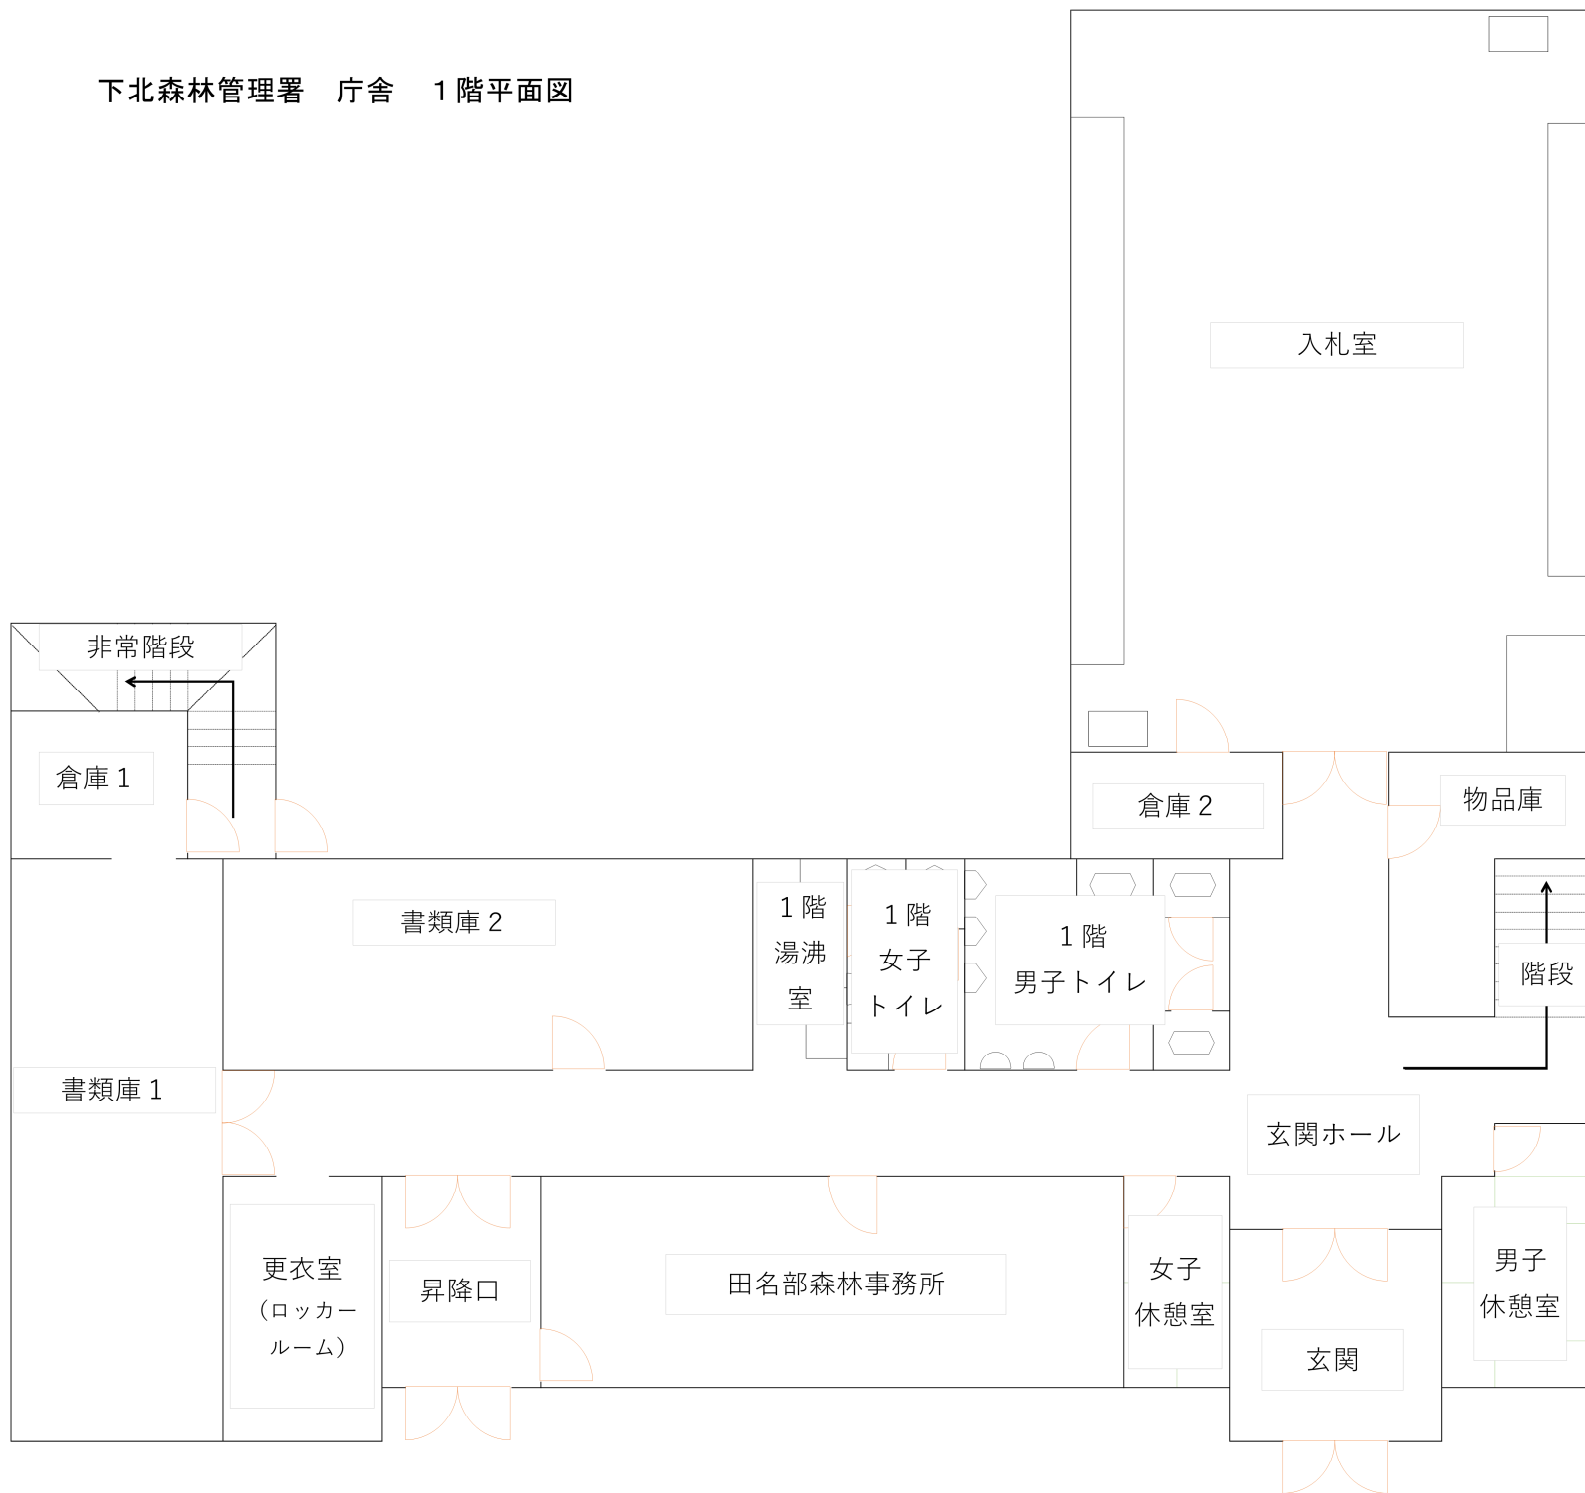 下北森林管理署　庁舎　１階平面図
入札室
非常階段
倉庫１
倉庫２
物品庫
書類庫２
１階
湯沸
室
１階
女子
トイレ
１階
男子トイレ
階段
書類庫１
玄関ホール
更衣室
（ロッカー
ルーム）
昇降口
田名部森林事務所
女子
休憩室
玄関
男子
休憩室